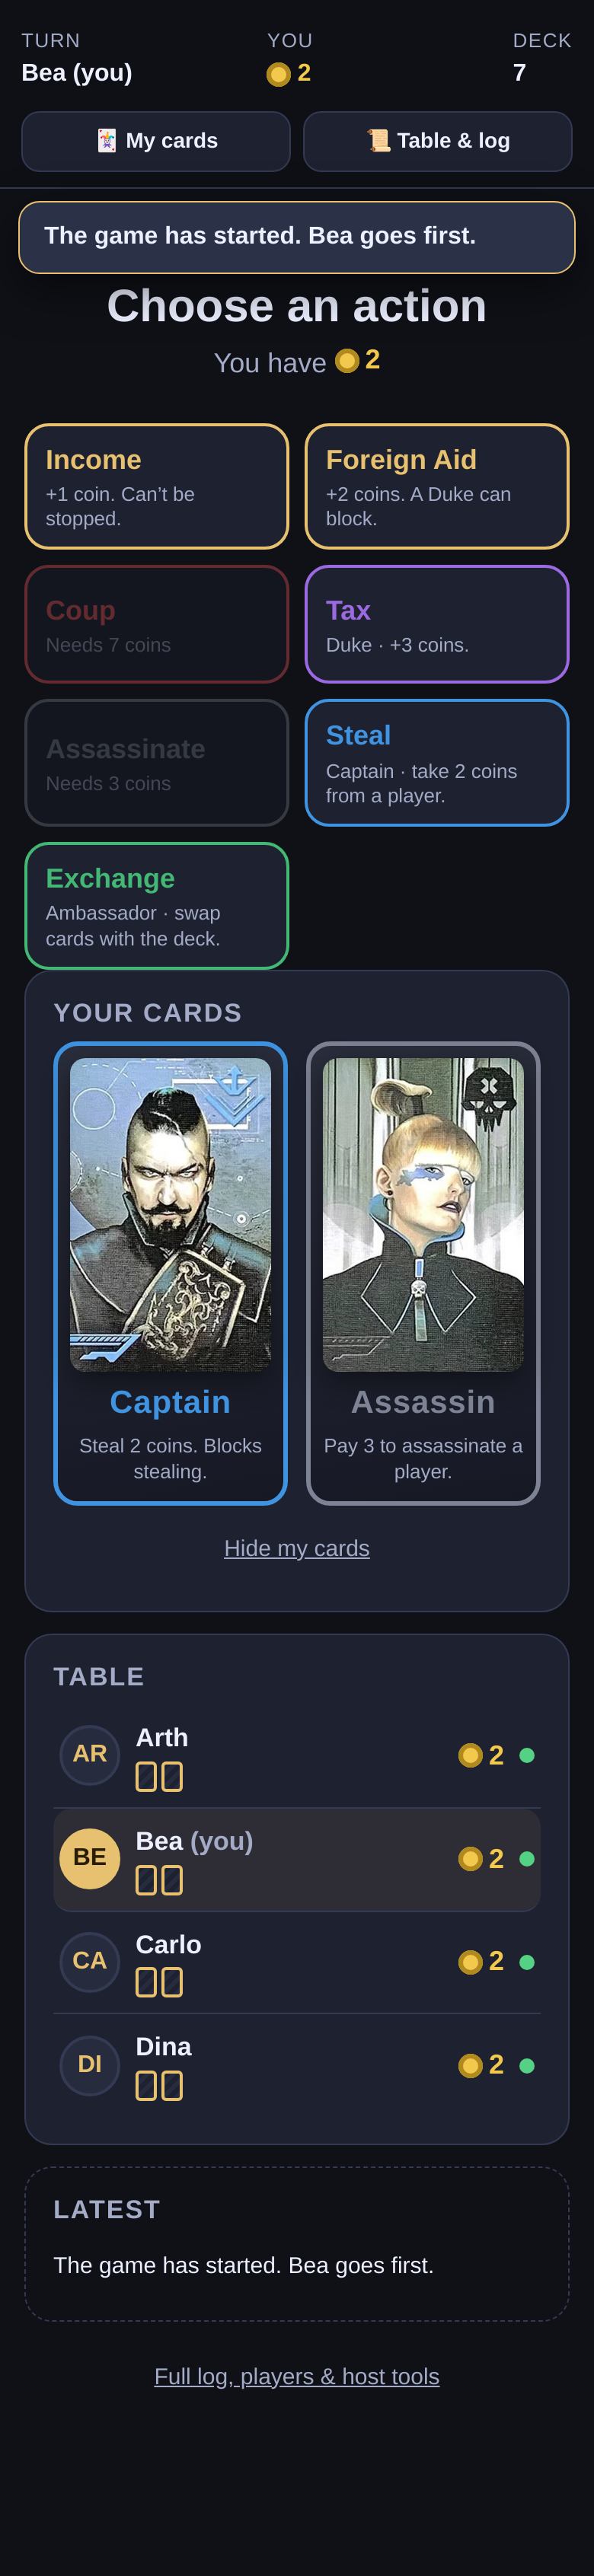 TURN
Bea (you)
YOU
2
DECK
7
🃏 My cards
📜 Table & log
The game has started. Bea goes first.
Choose an action
You have 2
Income
+1 coin. Can’t be
stopped.
Foreign Aid
+2 coins. A Duke can
block.
Coup
Needs 7 coins
Tax
Duke · +3 coins.
Assassinate
Needs 3 coins
Steal
Captain · take 2 coins
from a player.
Exchange
Ambassador · swap
cards with the deck.
YOUR CARDS
Captain
Steal 2 coins. Blocks
stealing.
Assassin
Pay 3 to assassinate a
player.
Hide my cards
TABLE
AR
Arth
2
BE
Bea (you)
2
CA
Carlo
2
DI
Dina
2
LATEST
The game has started. Bea goes first.
Full log, players & host tools